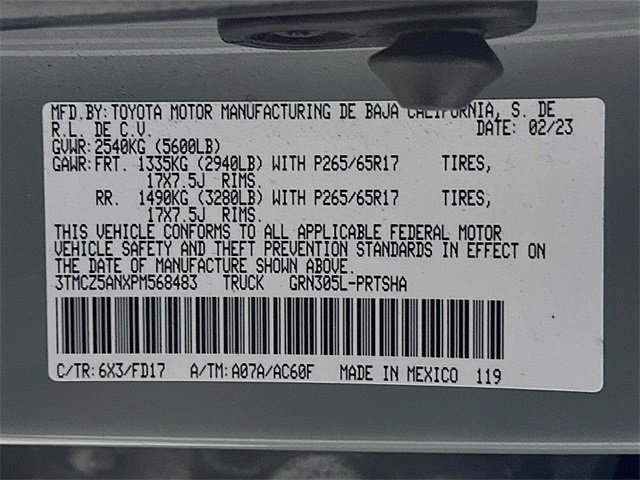 MFD.BY: TOYOTA MOTOR MANUFACTURING DE BAJA CALIFORNIA, S. DE
R.L. DE C.V. DATE: 02/23
GVWR: 2540KG (5600LB)
GAWR: FRT. 1335KG (2940LB) WITH P265/65R17 TIRES,
17X7.5J RIMS.
RR. 1490KG (3280LB) WITH P265/65R17 TIRES,
17X7.5J RIMS.
THIS VEHICLE CONFORMS TO ALL APPLICABLE FEDERAL MOTOR
VEHICLE SAFETY AND THEFT PREVENTION STANDARDS IN EFFECT ON
THE DATE OF MANUFACTURE SHOWN ABOVE.
3TMCZ5ANXPM568483 TRUCK GRN305L-PRTSHA
C/TR: 6X3/FD17 A/TM: A07A/AC60F MADE IN MEXICO 119